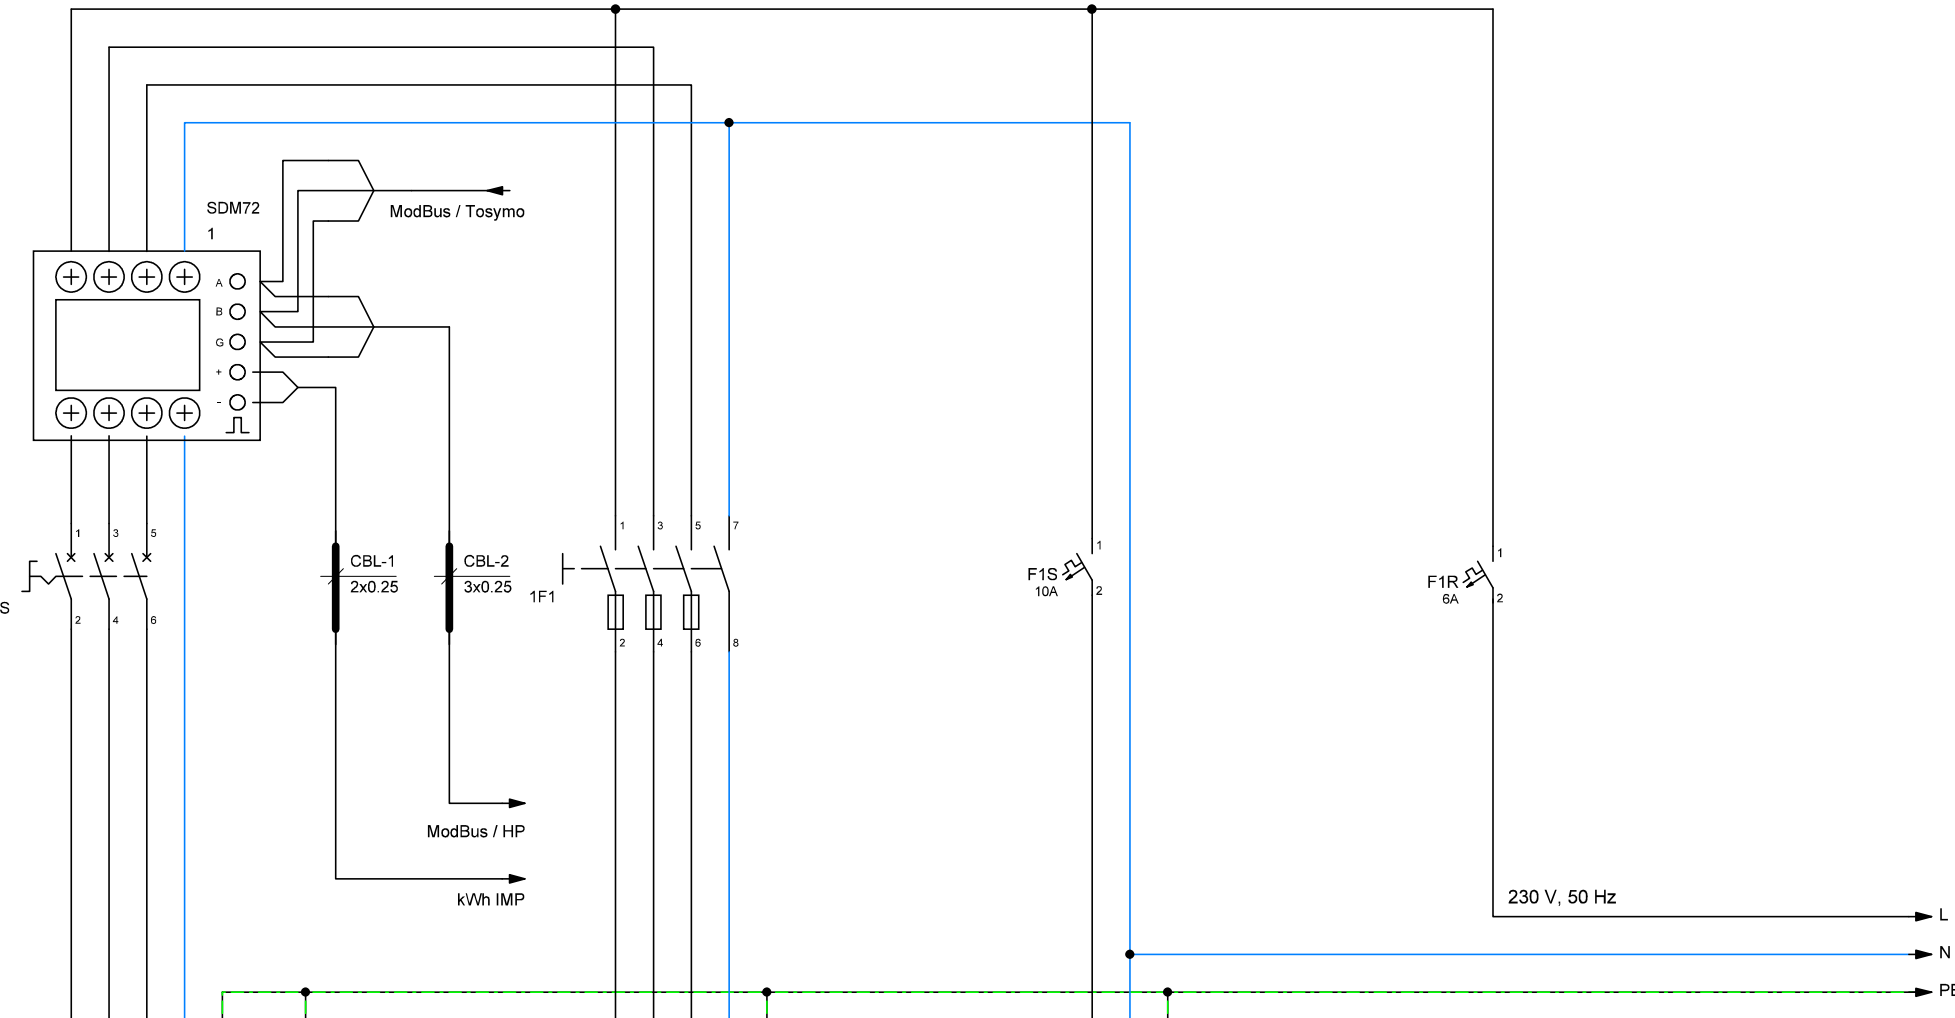 SDM72
1
ModBus / Tosymo
A
B
G
+
-
1 3 5
S
2 4 6
CBL-1
2x0.25
CBL-2
3x0.25
1 3 5 7
1F1
2 4 6 8
1
F1S
10A
2
1
F1R
6A
2
ModBus / HP
kWh IMP
230 V, 50 Hz
L
N
PE